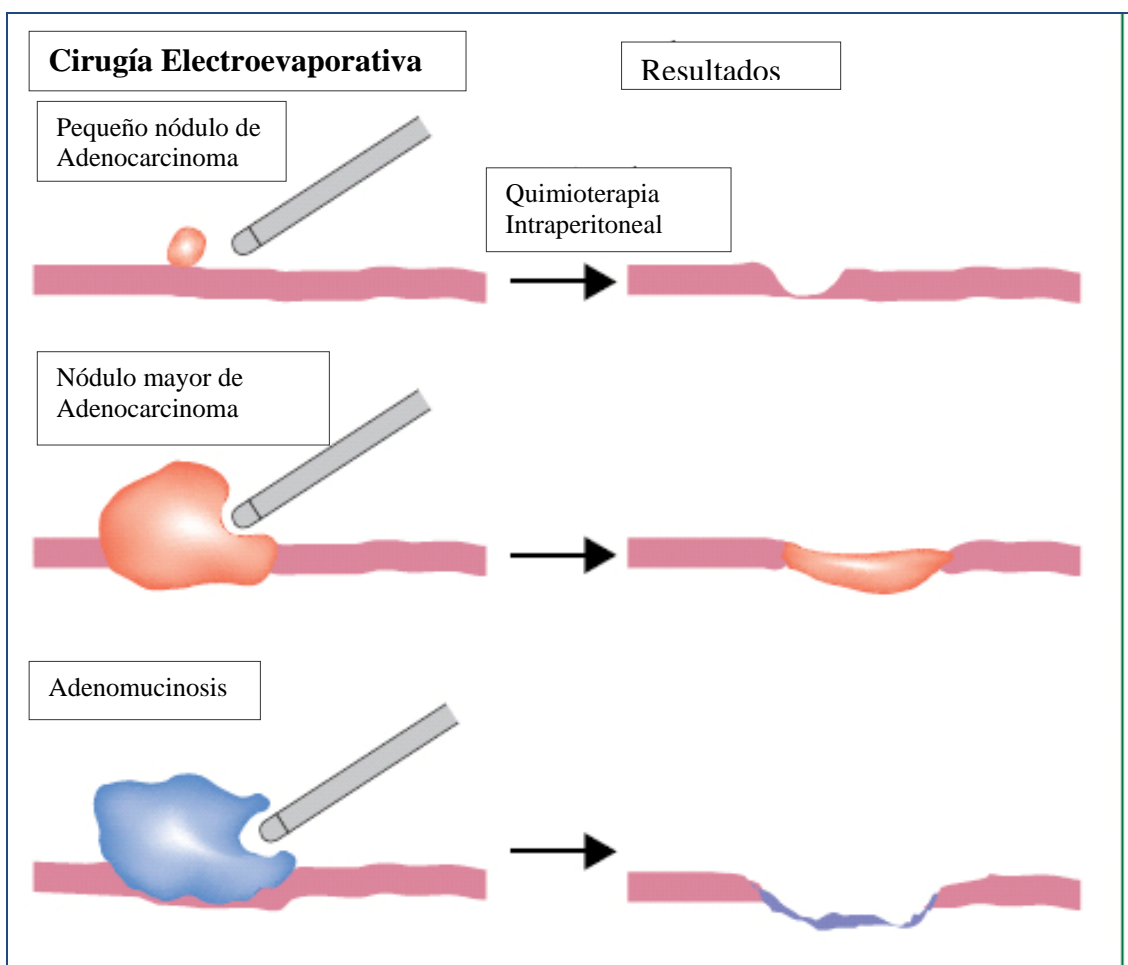 Cirugía Electroevaporativa
Resultados
Pequeño nódulo de
Adenocarcinoma
Quimioterapia
Intraperitoneal
Nódulo mayor de
Adenocarcinoma
Adenomucinosis